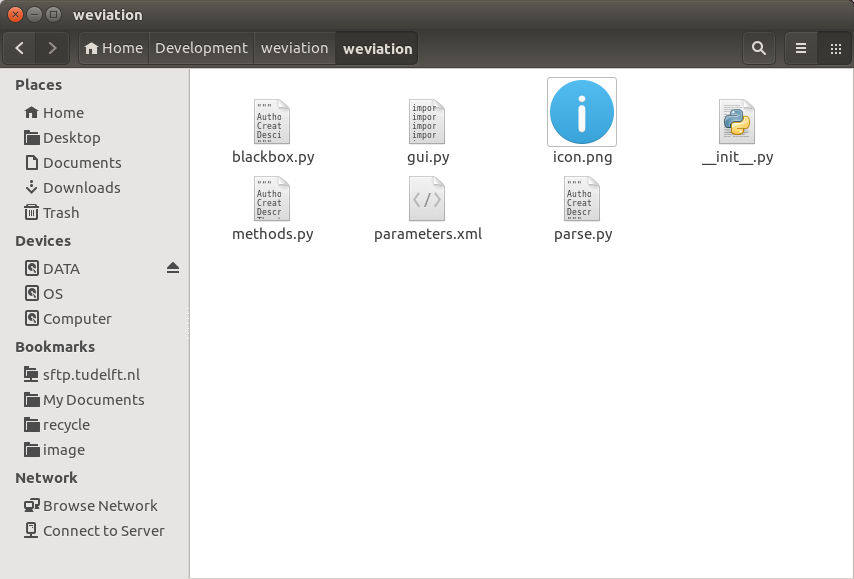 weviation
Home Development weviation weviation
Places
Home
Desktop
Documents
Downloads
Trash
Devices
DATA
OS
Computer
Bookmarks
sftp.tudelft.nl
My Documents
recycle
image
Network
Browse Network
Connect to Server
"""
Autho
Creat
Desci
blackbox.py
impor
impor
impor
impor
gui.py
i
icon.png
__init__.py
"""
Autho
Creat
Descr
methods.py
</>
parameters.xml
"""
Autho
Creat
Descr
"""
parse.py